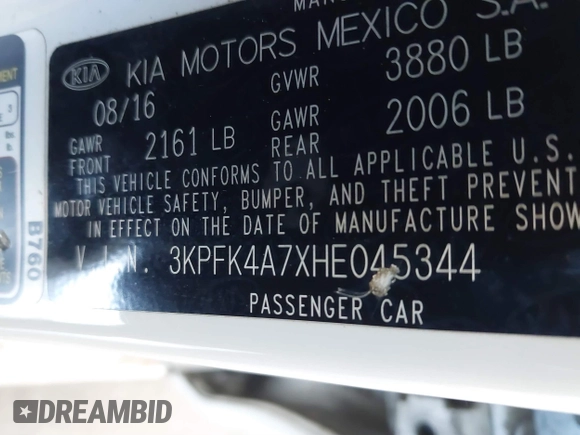 MANU
KIA KIA MOTORS MEXICO S.A.
08/16 GVWR 3880 LB
GAWR FRONT 2161 LB GAWR REAR 2006 LB
THIS VEHICLE CONFORMS TO ALL APPLICABLE U.S.
MOTOR VEHICLE SAFETY, BUMPER, AND THEFT PREVENT
IN EFFECT ON THE DATE OF MANUFACTURE SHOW
V.I.N. 3KPFK4A7XHE045344
PASSENGER CAR
B760
DREAMBID